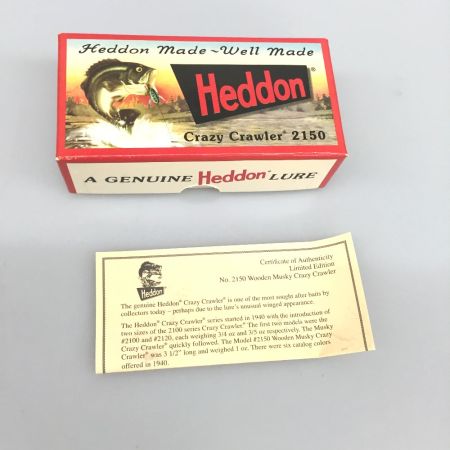 Heddon Made ~ Well Made
Heddon®
Crazy Crawler® 2150
A GENUINE Heddon® LURE
Certificate of Authenticity
Limited Edition
No. 2150 Wooden Musky Crazy Crawler
Heddon
The genuine Heddon® Crazy Crawler® is one of the most sought after baits by
collectors today – perhaps due to the lure's unusual winged appearance.
The Heddon® Crazy Crawler® series started in 1940 with the introduction of
two sizes of the 2100 series Crazy Crawler.® The first two models were the
#2100 and #2120, each weighing 3/4 oz and 3/5 oz respectively. The Musky
Crazy Crawler® quickly followed. The Model #2150 Wooden Musky Crazy
Crawler® was 3 1/2" long and weighed 1 oz. There were six catalog colors
offered in 1940.